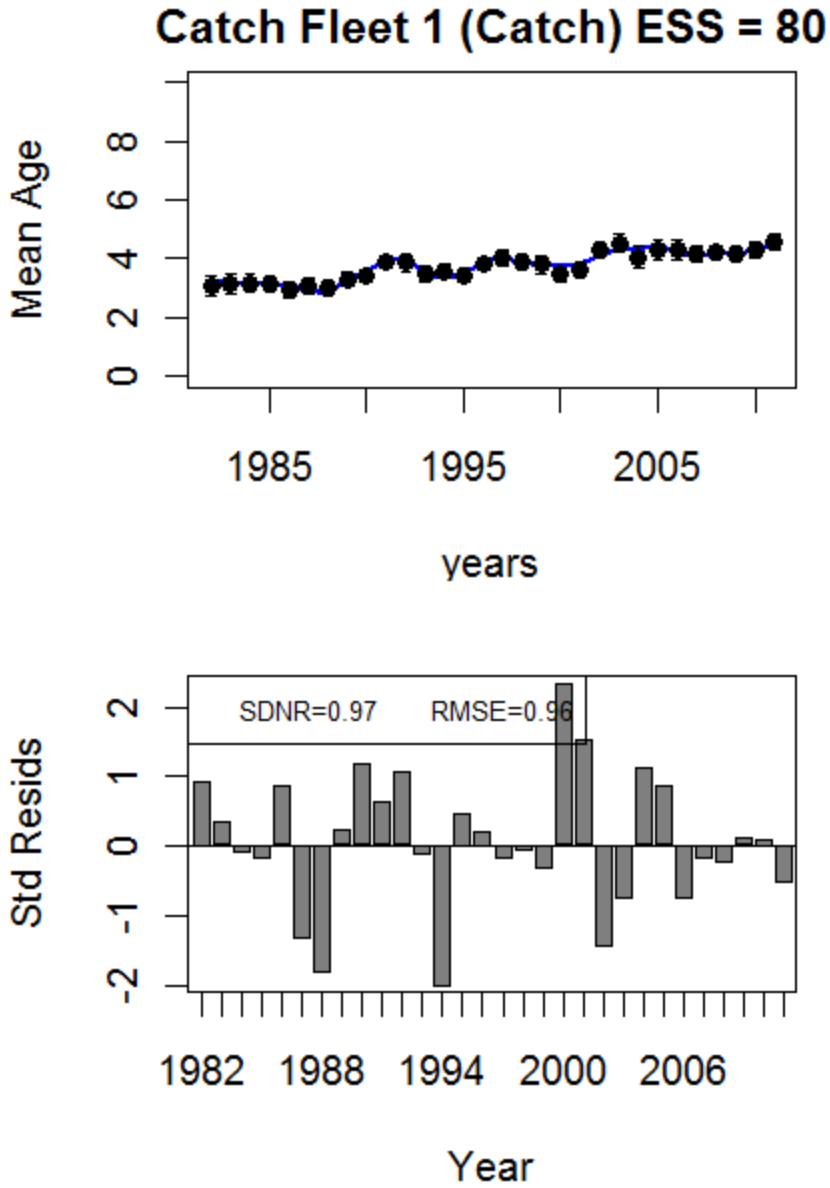 Catch Fleet 1 (Catch) ESS = 80
Mean Age
8
6
4
2
0
1985 1995 2005
years
Std Resids
2
1
0
-1
-2
SDNR=0.97 RMSE=0.96
1982 1988 1994 2000 2006
Year